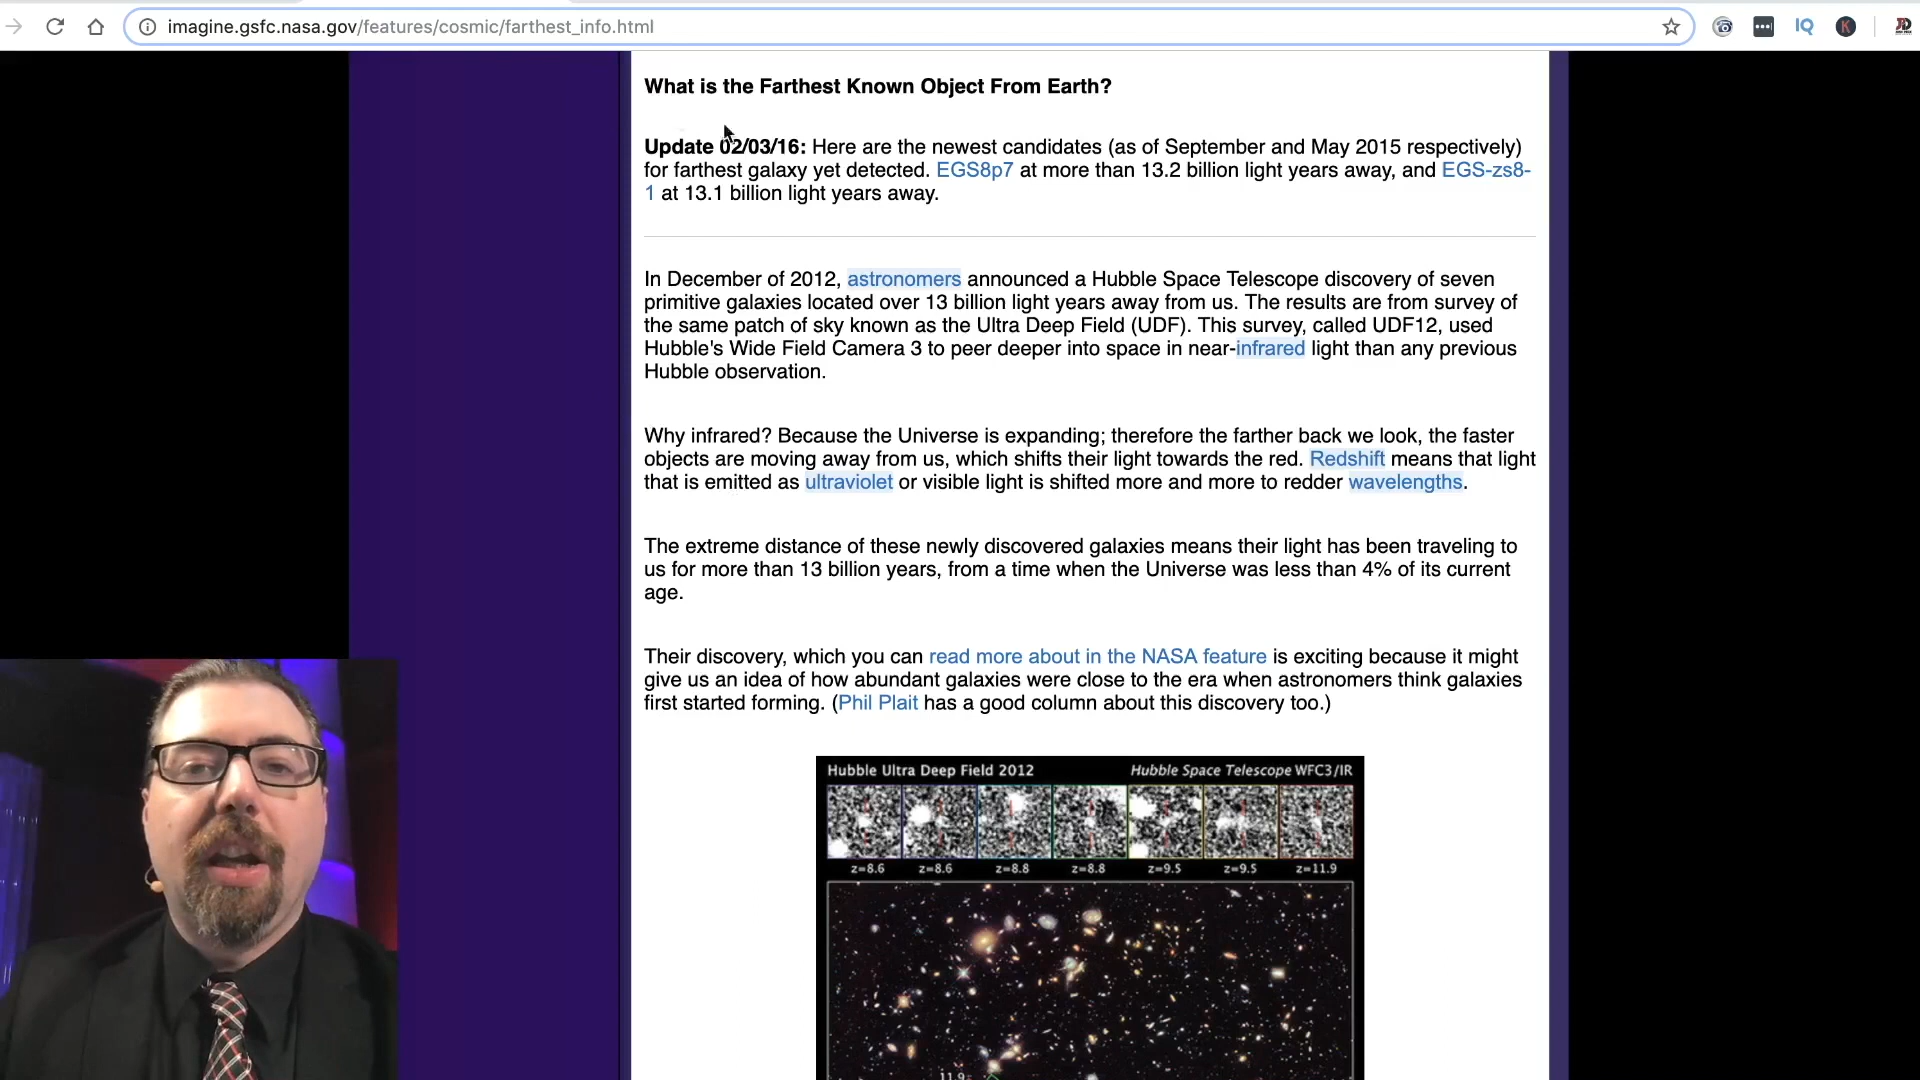 imagine.gsfc.nasa.gov/features/cosmic/farthest_info.html
IQ
K
What is the Farthest Known Object From Earth?
Update 02/03/16: Here are the newest candidates (as of September and May 2015 respectively)
for farthest galaxy yet detected. EGS8p7 at more than 13.2 billion light years away, and EGS-zs8-
1 at 13.1 billion light years away.
In December of 2012, astronomers announced a Hubble Space Telescope discovery of seven
primitive galaxies located over 13 billion light years away from us. The results are from survey of
the same patch of sky known as the Ultra Deep Field (UDF). This survey, called UDF12, used
Hubble's Wide Field Camera 3 to peer deeper into space in near-infrared light than any previous
Hubble observation.
Why infrared? Because the Universe is expanding; therefore the farther back we look, the faster
objects are moving away from us, which shifts their light towards the red. Redshift means that light
that is emitted as ultraviolet or visible light is shifted more and more to redder wavelengths.
The extreme distance of these newly discovered galaxies means their light has been traveling to
us for more than 13 billion years, from a time when the Universe was less than 4% of its current
age.
Their discovery, which you can read more about in the NASA feature is exciting because it might
give us an idea of how abundant galaxies were close to the era when astronomers think galaxies
first started forming. (Phil Plait has a good column about this discovery too.)
Hubble Ultra Deep Field 2012 Hubble Space Telescope WFC3/IR
z=8.6 z=8.6 z=8.8 z=8.8 z=9.5 z=9.5 z=11.9
11.9